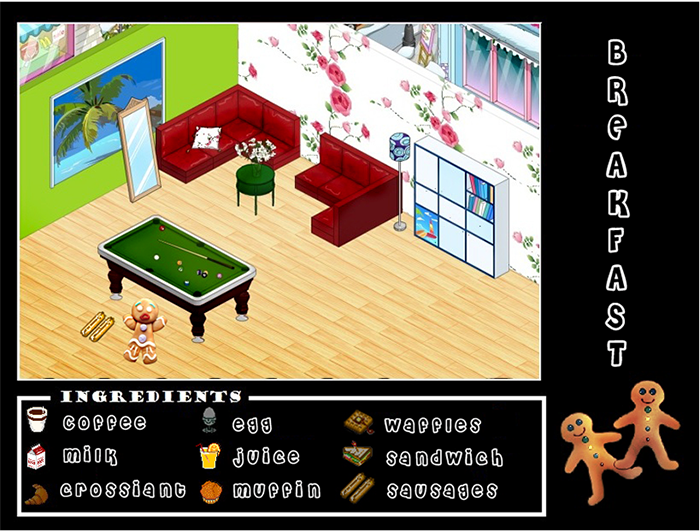 BREAKFAST
INGREDIENTS
coffee egg waffles
milk juice sandwich
crossiant muffin sausages